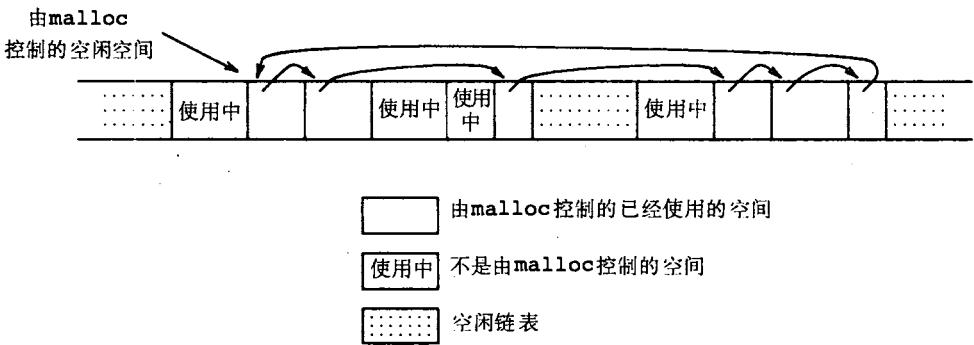 由malloc
控制的空闲空间
使用中
使用中
使用
中
使用中
由malloc控制的已经使用的空间
使用中
不是由malloc控制的空间
空闲链表